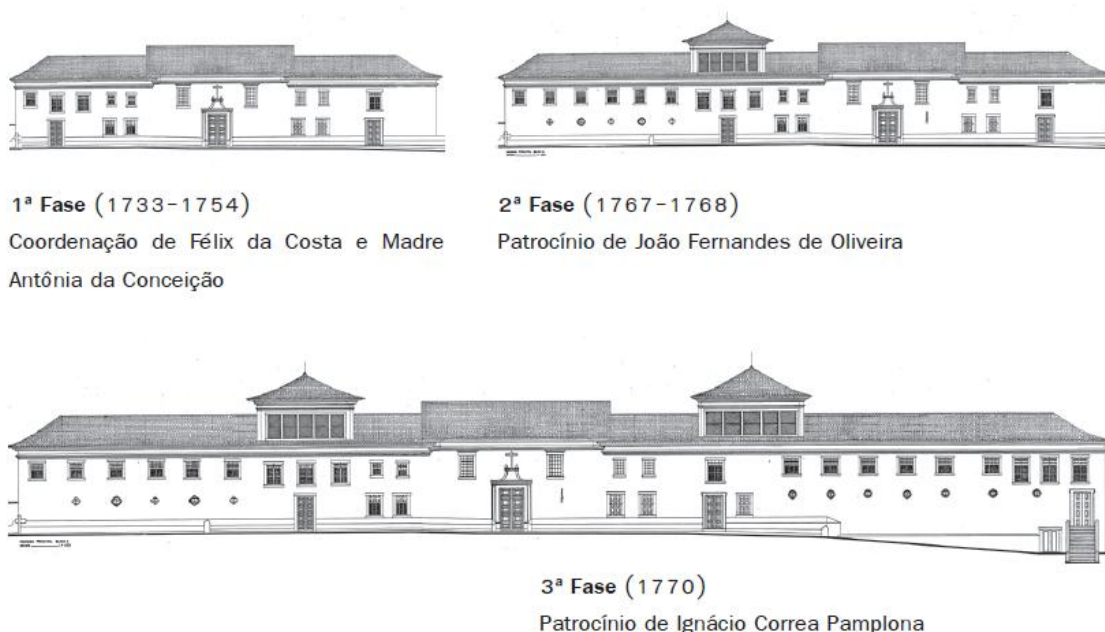 1ª Fase (1733-1754)
Coordenação de Félix da Costa e Madre
Antônia da Conceição
2ª Fase (1767-1768)
Patrocínio de João Fernandes de Oliveira
3ª Fase (1770)
Patrocínio de Ignácio Correa Pamplona